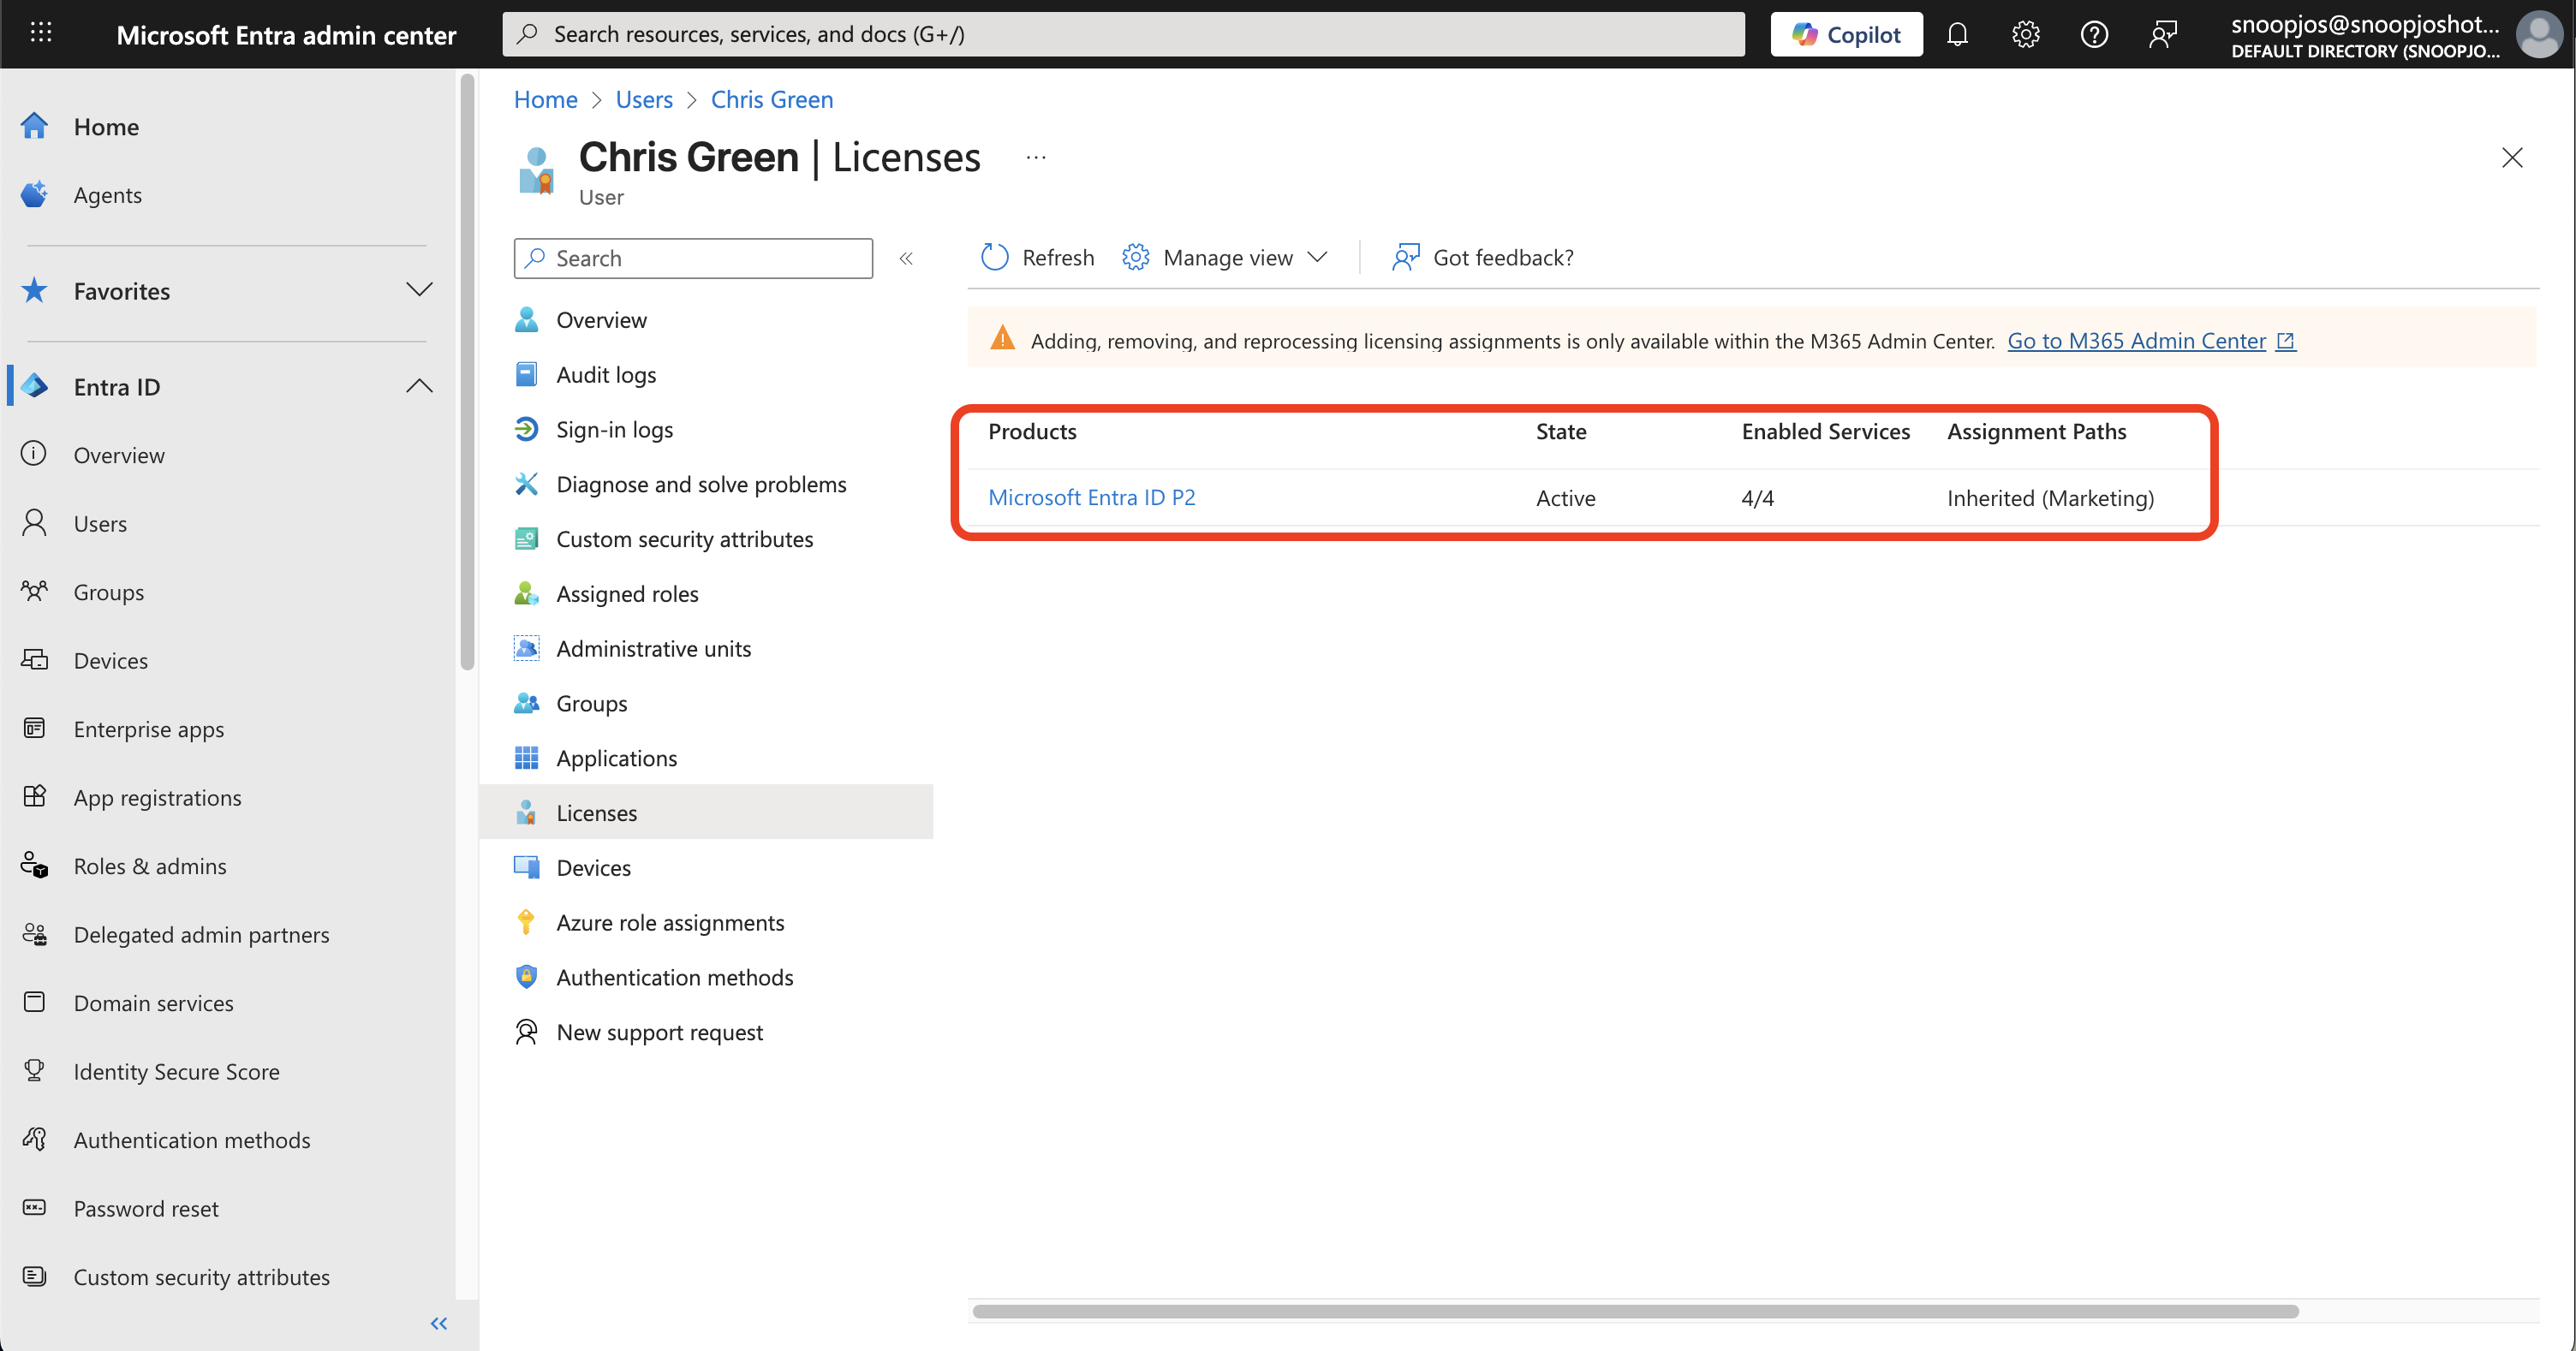 Microsoft Entra admin center
Search resources, services, and docs (G+/)
Copilot
snoopjos@snoopjoshot...
DEFAULT DIRECTORY (SNOOPJO...
Home
Agents
Favorites
Entra ID
Overview
Users
Groups
Devices
Enterprise apps
App registrations
Roles & admins
Delegated admin partners
Domain services
Identity Secure Score
Authentication methods
Password reset
Custom security attributes
Home > Users > Chris Green
Chris Green | Licenses ...
User
Search
Overview
Audit logs
Sign-in logs
Diagnose and solve problems
Custom security attributes
Assigned roles
Administrative units
Groups
Applications
Licenses
Devices
Azure role assignments
Authentication methods
New support request
Refresh Manage view Got feedback?
Adding, removing, and reprocessing licensing assignments is only available within the M365 Admin Center. Go to M365 Admin Center
Products State Enabled Services Assignment Paths
Microsoft Entra ID P2 Active 4/4 Inherited (Marketing)